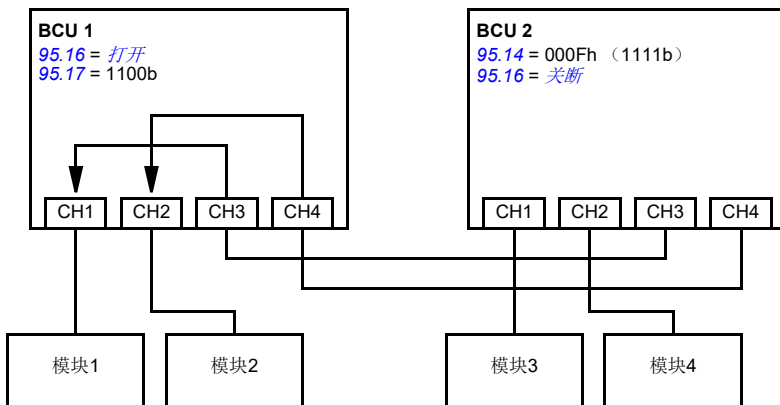 BCU 1
95.16 = 打开
95.17 = 1100b
BCU 2
95.14 = 000Fh （1111b）
95.16 = 关断
CH1
CH2
CH3
CH4
CH1
CH2
CH3
CH4
模块1
模块2
模块3
模块4